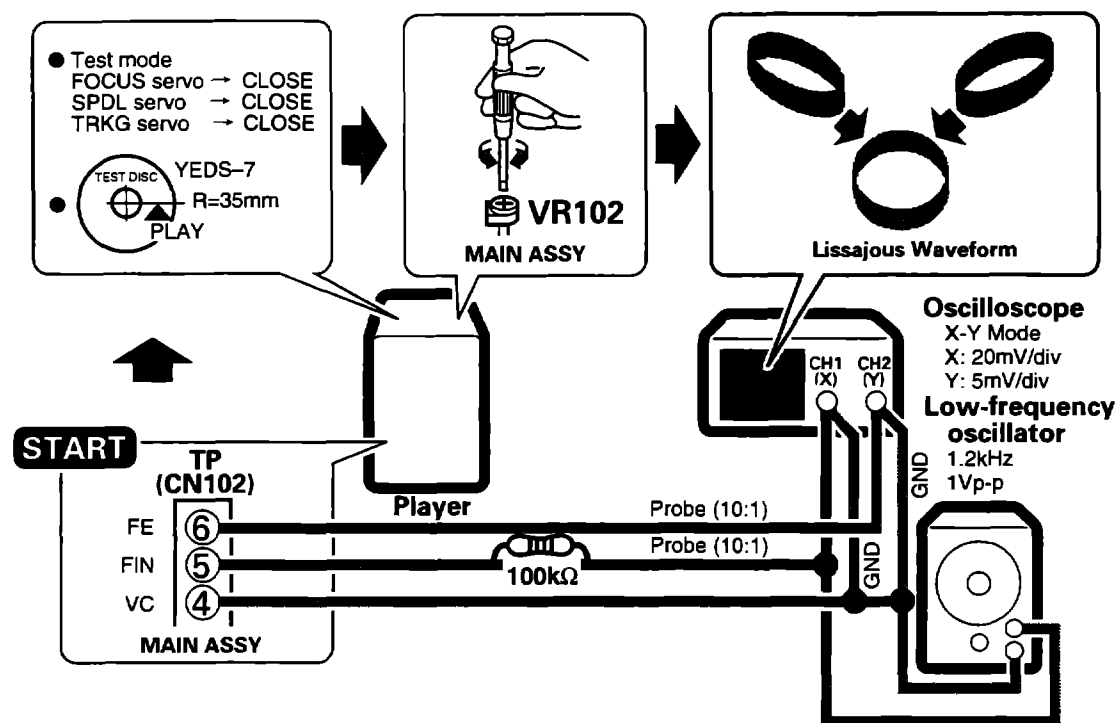 ● Test mode
FOCUS servo → CLOSE
SPDL servo → CLOSE
TRKG servo → CLOSE
TEST DISC
YEDS–7
● R=35mm
PLAY
VR102
MAIN ASSY
Lissajous Waveform
START
TP
(CN102)
FE ⑥
FIN ⑤
VC ④
MAIN ASSY
Player
Probe (10:1)
Probe (10:1)
100kΩ
CH1
(X)
CH2
(Y)
GND
GND
Oscilloscope
X-Y Mode
X: 20mV/div
Y: 5mV/div
Low-frequency
oscillator
1.2kHz
1Vp-p